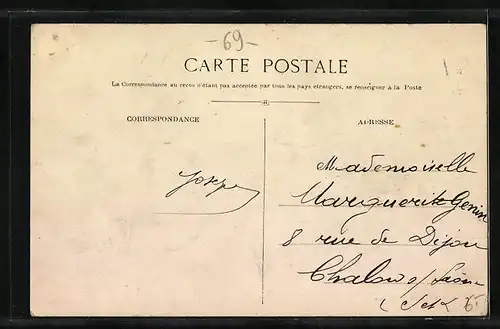 -69-
CARTE POSTALE
La Correspondance au recto n'étant pas acceptée par tous les pays étrangers, se renseigner à la Poste
CORRESPONDANCE
ADRESSE
Mademoiselle
Marguerite Genin
8 rue de Dijon
Chalon s/ Saône